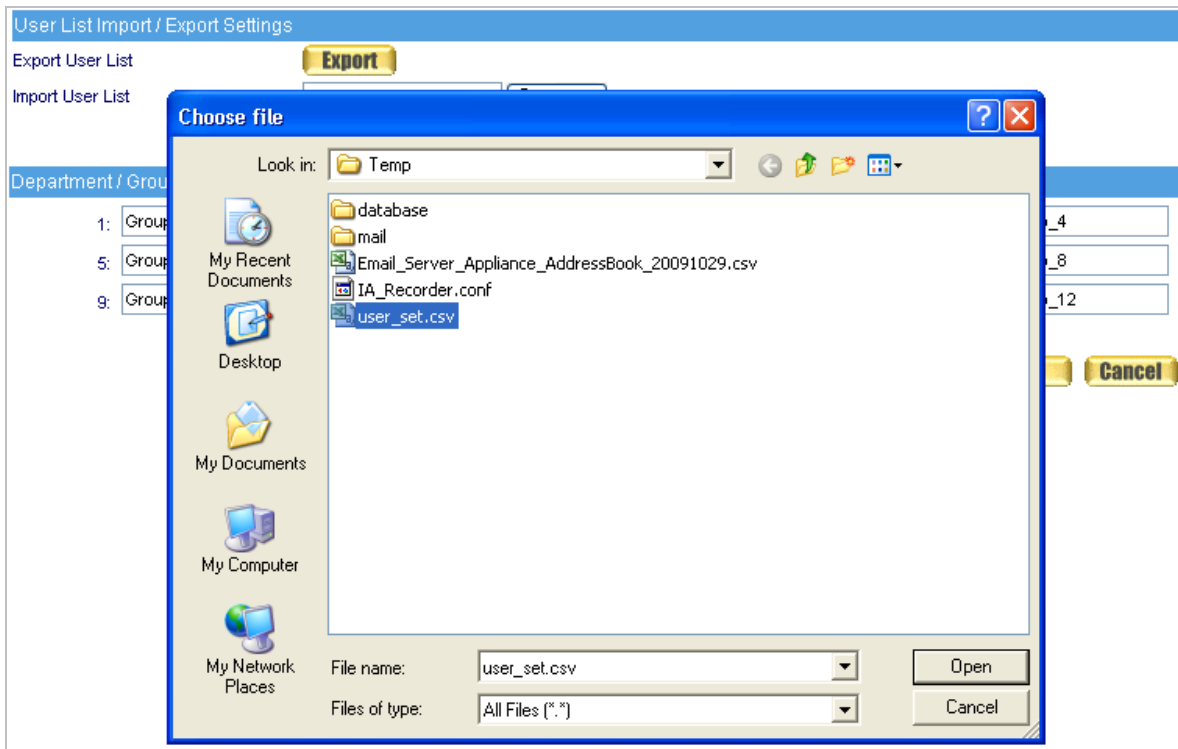 User List Import / Export Settings
Export User List
Export
Import User List
Choose file
Look in:
Temp
Department / Grou
1:
Group
_4
5:
Group
_8
9:
Group
_12
My Recent
Documents
Desktop
My Documents
My Computer
My Network
Places
database
mail
Email_Server_Appliance_AddressBook_20091029.csv
IA_Recorder.conf
user_set.csv
Cancel
File name:
user_set.csv
Open
Files of type:
All Files (*.*)
Cancel